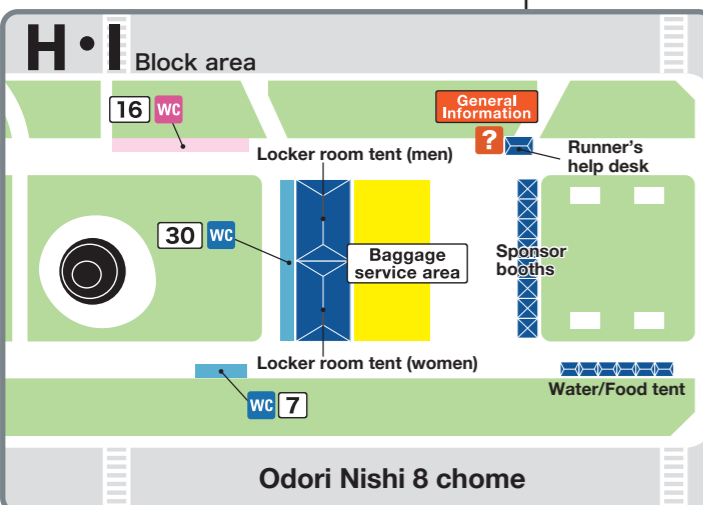 H・I Block area
16 WC
General
Information
?
Runner's
help desk
Locker room tent (men)
30 WC
Baggage
service area
Sponsor
booths
Locker room tent (women)
WC 7
Water/Food tent
Odori Nishi 8 chome